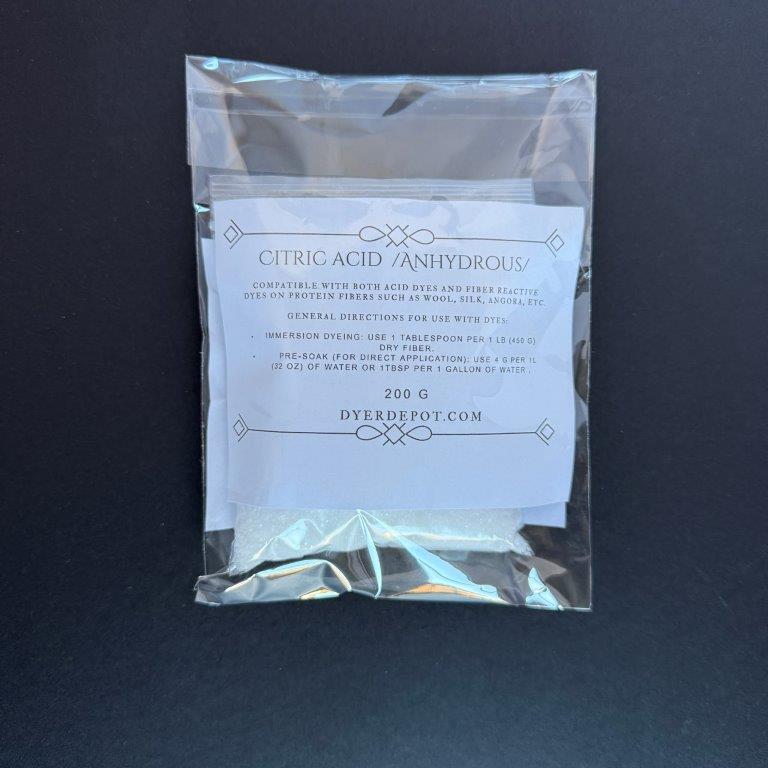 CITRIC ACID /ANHYDROUS/
COMPATIBLE WITH BOTH ACID DYES AND FIBER REACTIVE
DYES ON PROTEIN FIBERS SUCH AS WOOL, SILK, ANGORA, ETC.
GENERAL DIRECTIONS FOR USE WITH DYES:
· IMMERSION DYEING: USE 1 TABLESPOON PER 1 LB (450 G)
DRY FIBER.
· PRE-SOAK (FOR DIRECT APPLICATION): USE 4 G PER 1L
(32 OZ) OF WATER OR 1TBSP PER 1 GALLON OF WATER .
200 G
DYERDEPOT.COM